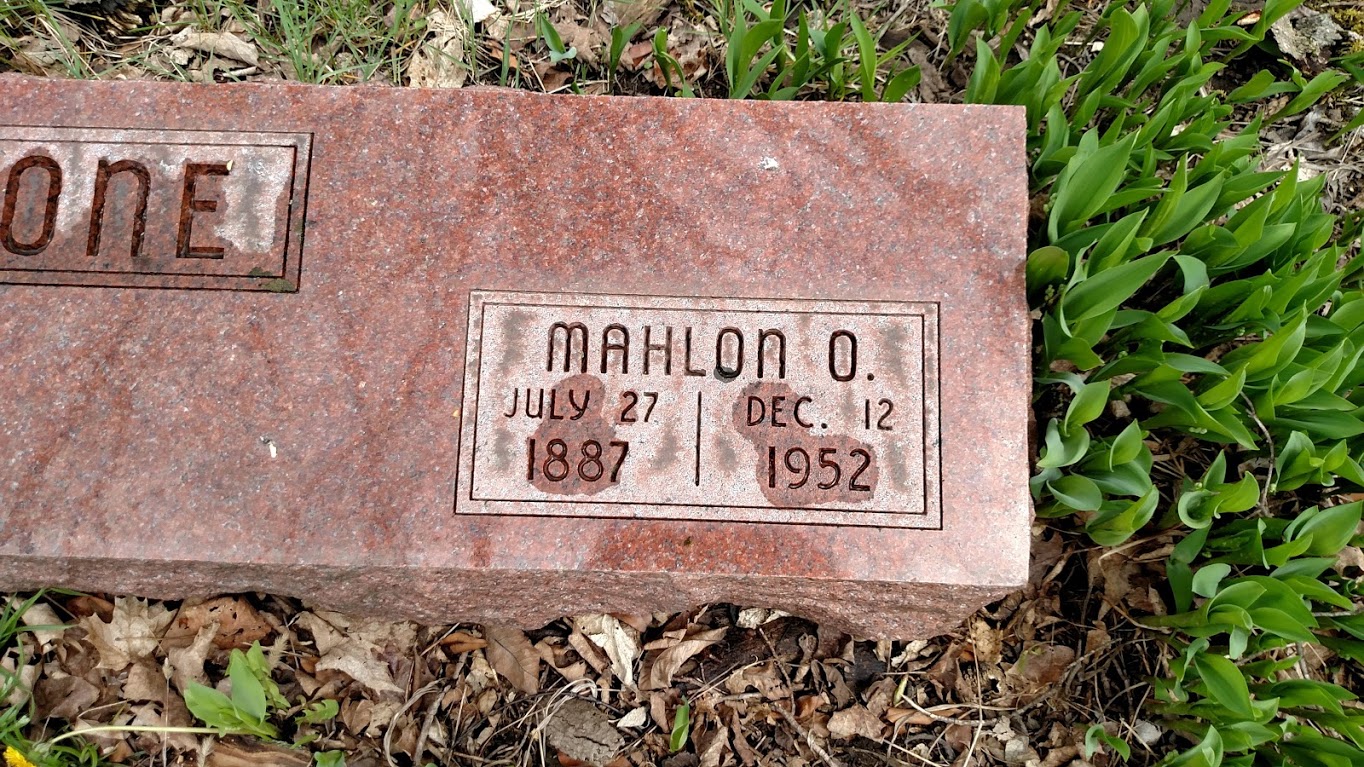 ONE
MAHLON O.
JULY 27 | DEC. 12
1887 | 1952